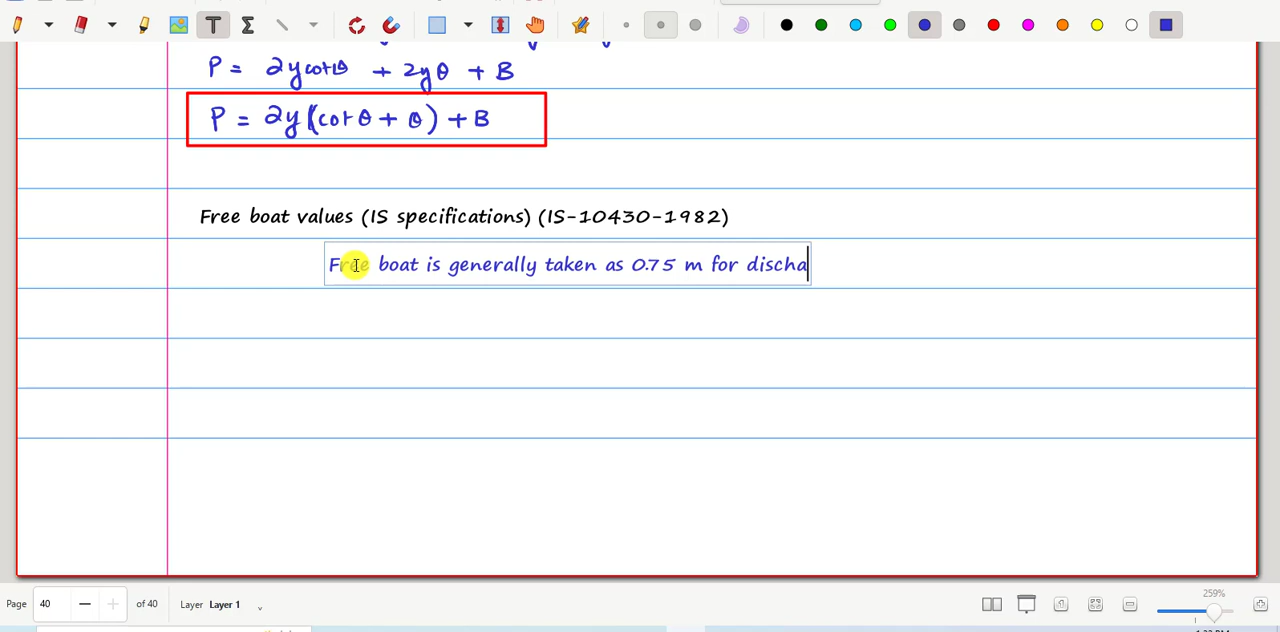 P = 2ycotθ + 2yθ + B
P = 2y(cotθ + θ) + B
Free boat values (IS specifications) (IS-10430-1982)
Free boat is generally taken as 0.75 m for discha
Page 40 of 40 Layer Layer 1 259%